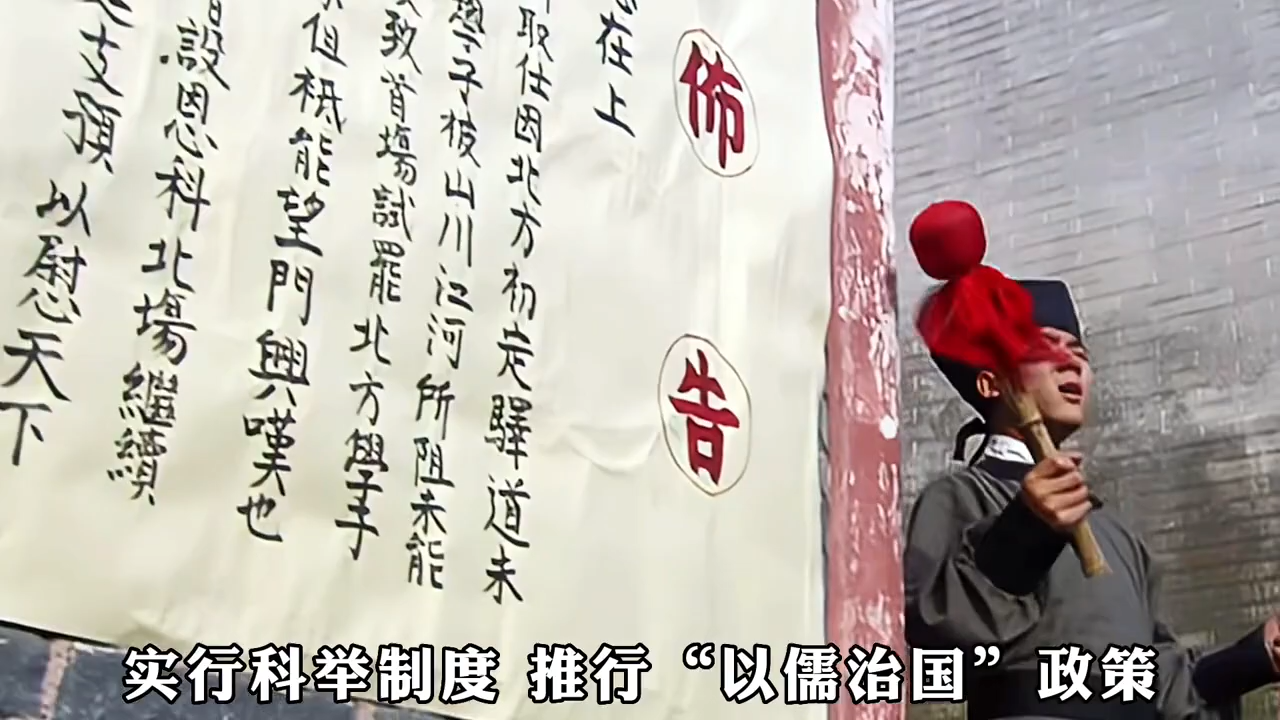 佈告
在上
取仕因北方初定驛道未
學子被山川江河所阻未能
致首場試罷北方學子
但祗能望門興嘆也
設恩科北場繼續
以慰天下
实行科举制度 推行“以儒治国”政策